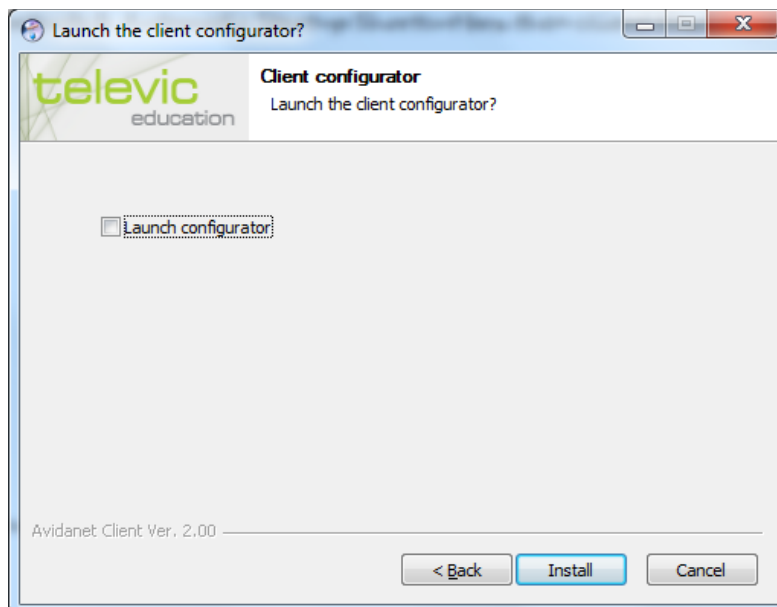 Launch the client configurator?
televic
education
Client configurator
Launch the client configurator?
Launch configurator
Avidanet Client Ver. 2.00
< Back
Install
Cancel